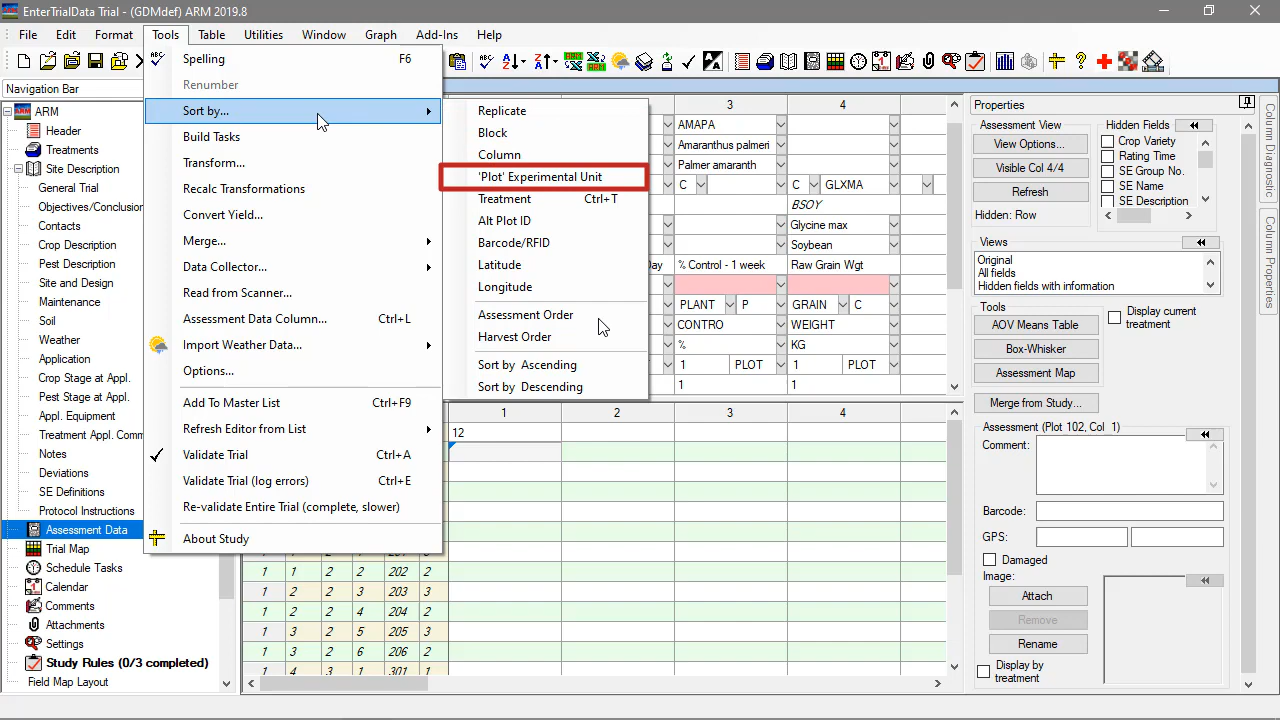 EnterTrialData Trial - (GDMdef) ARM 2019.8
File Edit Format Tools Table Utilities Window Graph Add-Ins Help
Navigation Bar
ARM
Header
Treatments
Site Description
General Trial
Objectives/Conclusion
Contacts
Crop Description
Pest Description
Site and Design
Maintenance
Soil
Weather
Application
Crop Stage at Appl.
Pest Stage at Appl.
Appl. Equipment
Treatment Appl. Comm
Notes
Deviations
SE Definitions
Protocol Instructions
Assessment Data
Trial Map
Schedule Tasks
Calendar
Comments
Attachments
Settings
Study Rules (0/3 completed)
Field Map Layout
Spelling F6
Renumber
Sort by...
Build Tasks
Transform...
Recalc Transformations
Convert Yield...
Merge...
Data Collector...
Read from Scanner...
Assessment Data Column... Ctrl+L
Import Weather Data...
Options...
Add To Master List Ctrl+F9
Refresh Editor from List
Validate Trial Ctrl+A
Validate Trial (log errors) Ctrl+E
Re-validate Entire Trial (complete, slower)
About Study
Replicate
Block
Column
'Plot' Experimental Unit
Treatment Ctrl+T
Alt Plot ID
Barcode/RFID
Latitude
Longitude
Assessment Order
Harvest Order
Sort by Ascending
Sort by Descending
3 4
AMAPA
Amaranthus palmeri
Palmer amaranth
C C GLXMA
BSOY
Glycine max
Soybean
Day % Control - 1 week Raw Grain Wgt
PLANT P GRAIN C
CONTRO WEIGHT
% KG
1 PLOT 1 PLOT
1 1
1 2 3 4
12
1 1 2 2 202 2
1 2 2 3 203 3
1 2 2 4 204 2
1 3 2 5 205 3
1 3 2 6 206 2
1 4 3 1 301 1
Properties
Assessment View
View Options...
Visible Col 4/4
Refresh
Hidden: Row
Hidden Fields
Crop Variety
Rating Time
SE Group No.
SE Name
SE Description
Views
Original
All fields
Hidden fields with information
Tools
AOV Means Table
Box-Whisker
Assessment Map
Display current
treatment
Merge from Study...
Assessment (Plot 102, Col 1)
Comment:
Barcode:
GPS:
Damaged
Image:
Attach
Remove
Rename
Display by
treatment
Column Diagnostics
Column Properties